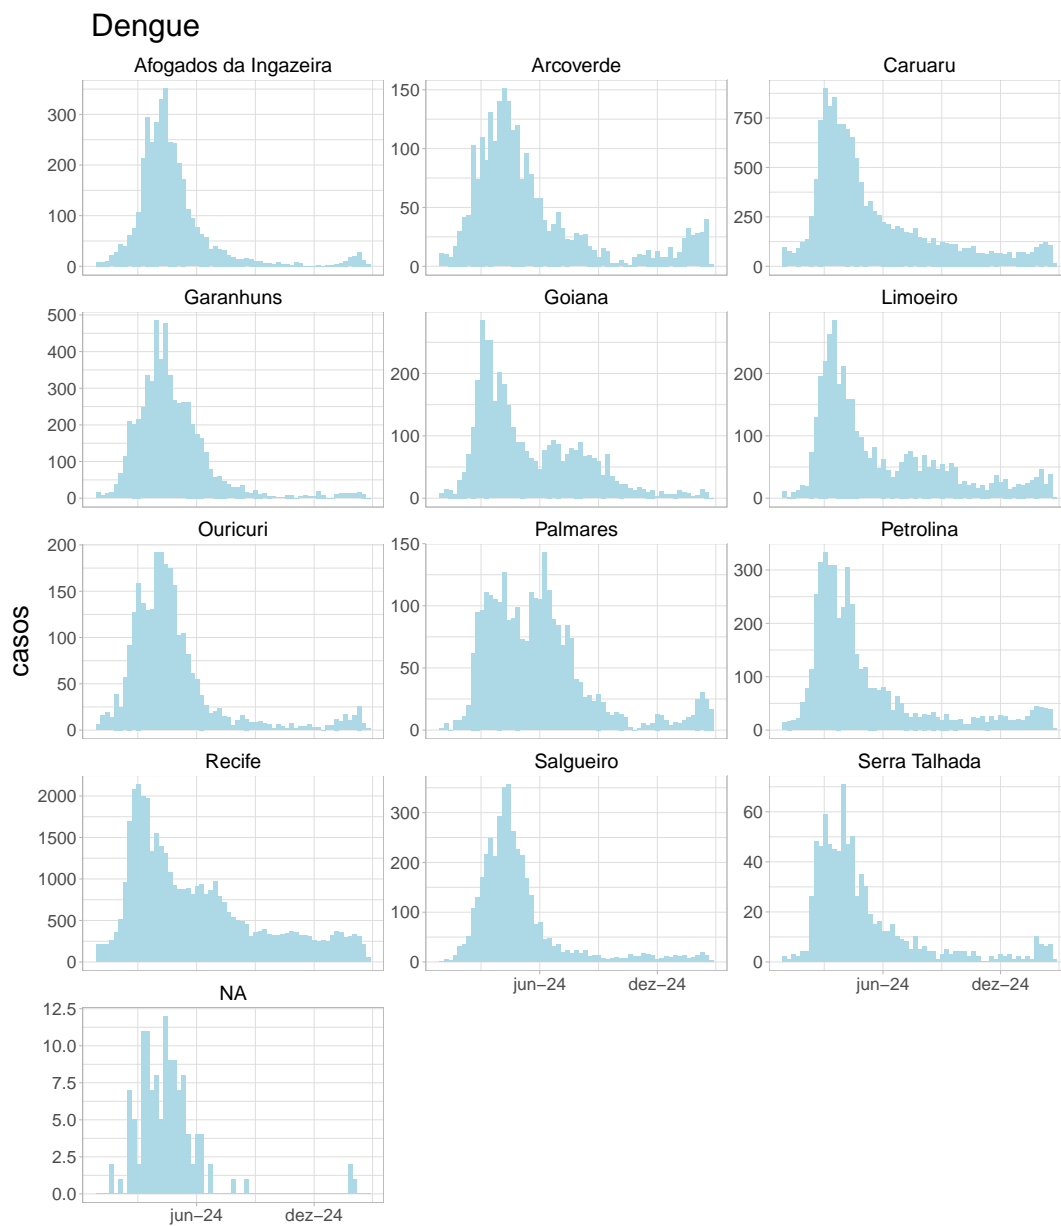 Dengue
Afogados da Ingazeira
Arcoverde
Caruaru
300
200
100
0
150
100
50
0
750
500
250
0
Garanhuns
Goiana
Limoeiro
500
400
300
200
100
0
200
100
0
200
100
0
Ouricuri
Palmares
Petrolina
200
150
100
50
0
150
100
50
0
300
200
100
0
casos
Recife
Salgueiro
Serra Talhada
2000
1500
1000
500
0
300
200
100
0
60
40
20
0
jun−24
dez−24
jun−24
dez−24
NA
12.5
10.0
7.5
5.0
2.5
0.0
jun−24
dez−24